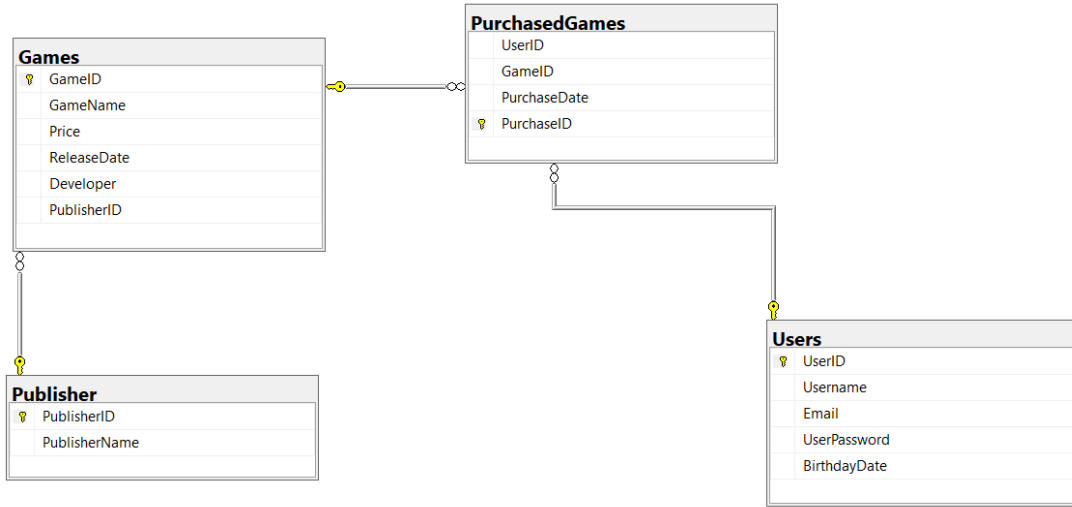 Games
GameID
GameName
Price
ReleaseDate
Developer
PublisherID
PurchasedGames
UserID
GameID
PurchaseDate
PurchaseID
Publisher
PublisherID
PublisherName
Users
UserID
Username
Email
UserPassword
BirthdayDate